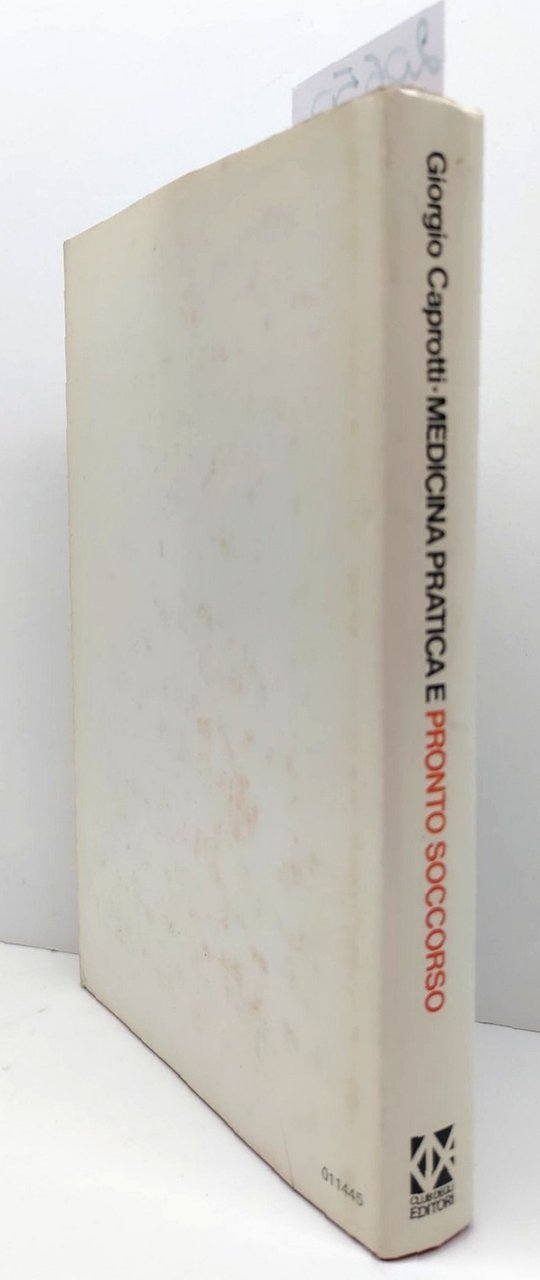 Giorgio Caprotti · MEDICINA PRATICA E PRONTO SOCCORSO
CLUB DEGLI
EDITORI
011445